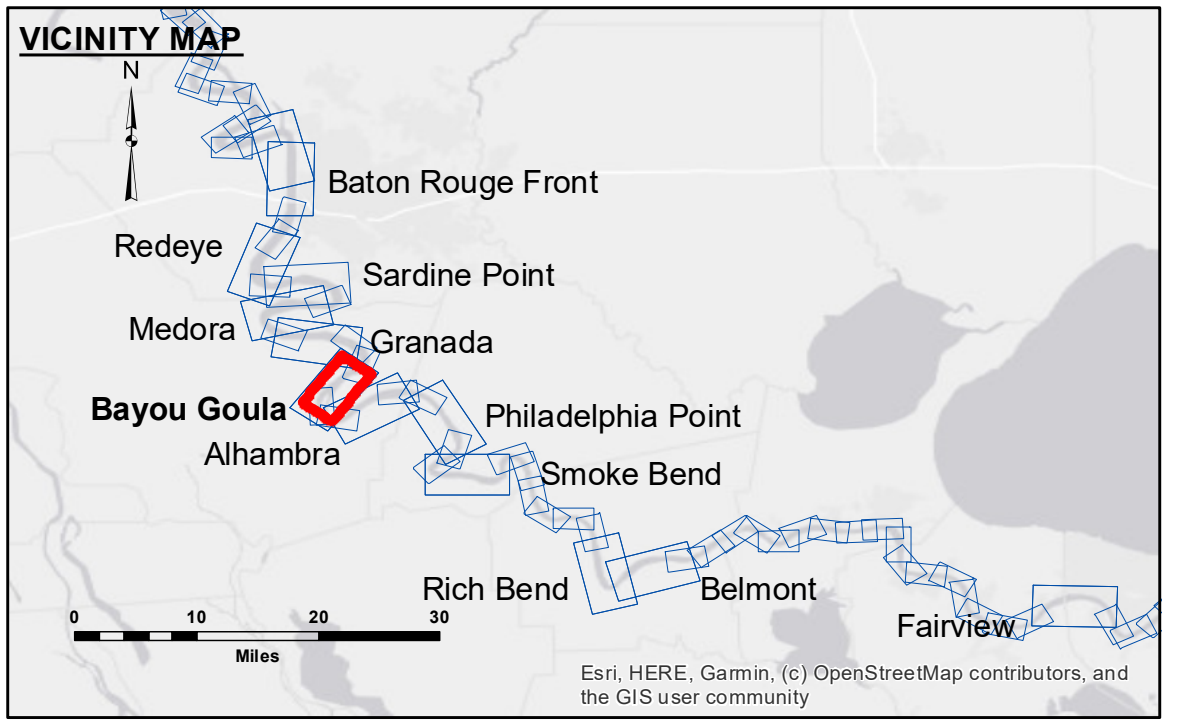 VICINITY MAP
N
Baton Rouge Front
Redeye
Sardine Point
Medora
Granada
Bayou Goula
Philadelphia Point
Alhambra
Smoke Bend
Rich Bend
Belmont
Fairview
0 10 20 30
Miles
Esri, HERE, Garmin, (c) OpenStreetMap contributors, and
the GIS user community